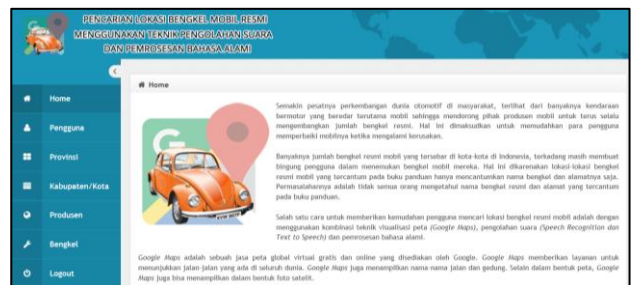 PENCARIAN LOKASI BENGKEL MOBIL RESMI
MENGGUNAKAN TEKNIK PENGOLAHAN SUARA
DAN PEMROSESAN BAHASA ALAMI
Home
Home
Pengguna
Provinsi
Kabupaten/Kota
Produsen
Bengkel
Logout
Semakin pesatnya perkembangan dunia otomotif di masyarakat, terlihat dari banyaknya kendaraan
bermotor yang beredar terutama mobil sehingga mendorong pihak produsen mobil untuk terus selalu
mengembangkan jumlah bengkel resmi. Hal ini dimaksudkan untuk memudahkan para pengguna
memperbaiki mobilnya ketika mengalami kerusakan.
Banyaknya jumlah bengkel resmi mobil yang tersebar di kota-kota di Indonesia, terkadang masih membuat
bingung pengguna dalam menemukan bengkel mobil mereka. Hal ini dikarenakan lokasi-lokasi bengkel
resmi mobil yang tercantum pada buku panduan hanya mencantumkan nama bengkel dan alamatnya saja.
Permasalahannya adalah tidak semua orang mengetahui nama bengkel resmi dan alamat yang tercantum
pada buku panduan.
Salah satu cara untuk memberikan kemudahan pengguna mencari lokasi bengkel resmi mobil adalah dengan
menggunakan kombinasi teknik visualisasi peta (Google Maps), pengolahan suara (Speech Recognition dan
Text to Speech) dan pemrosesan bahasa alami.
Google Maps adalah sebuah jasa peta global virtual gratis dan online yang disediakan oleh Google. Google Maps memberikan layanan untuk
menunjukkan jalan-jalan yang ada di seluruh dunia. Google Maps juga menampilkan nama-nama jalan dan gedung. Selain dalam bentuk peta, Google
Maps juga bisa menampilkan dalam bentuk foto satelit.